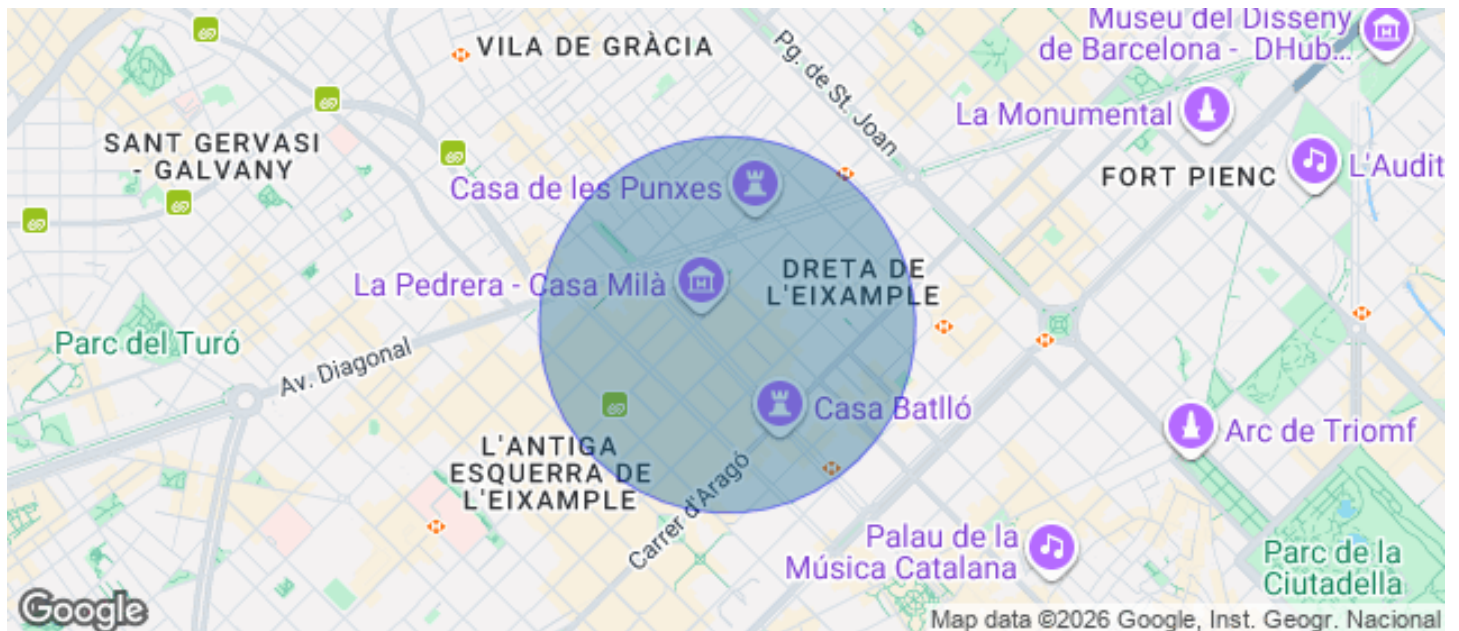 Museu del Disseny
de Barcelona - DHub...
VILA DE GRÀCIA
Pg. de St. Joan
La Monumental
SANT GERVASI
- GALVANY
L'Audit
FORT PIENC
Casa de les Punxes
DRETA DE
L'EIXAMPLE
La Pedrera - Casa Milà
Parc del Turó
Av. Diagonal
Casa Batlló
Arc de Triomf
L'ANTIGA
ESQUERRA DE
L'EIXAMPLE
Carrer d'Aragó
Palau de la
Música Catalana
Parc de la
Ciutadella
Google
Map data ©2026 Google, Inst. Geogr. Nacional